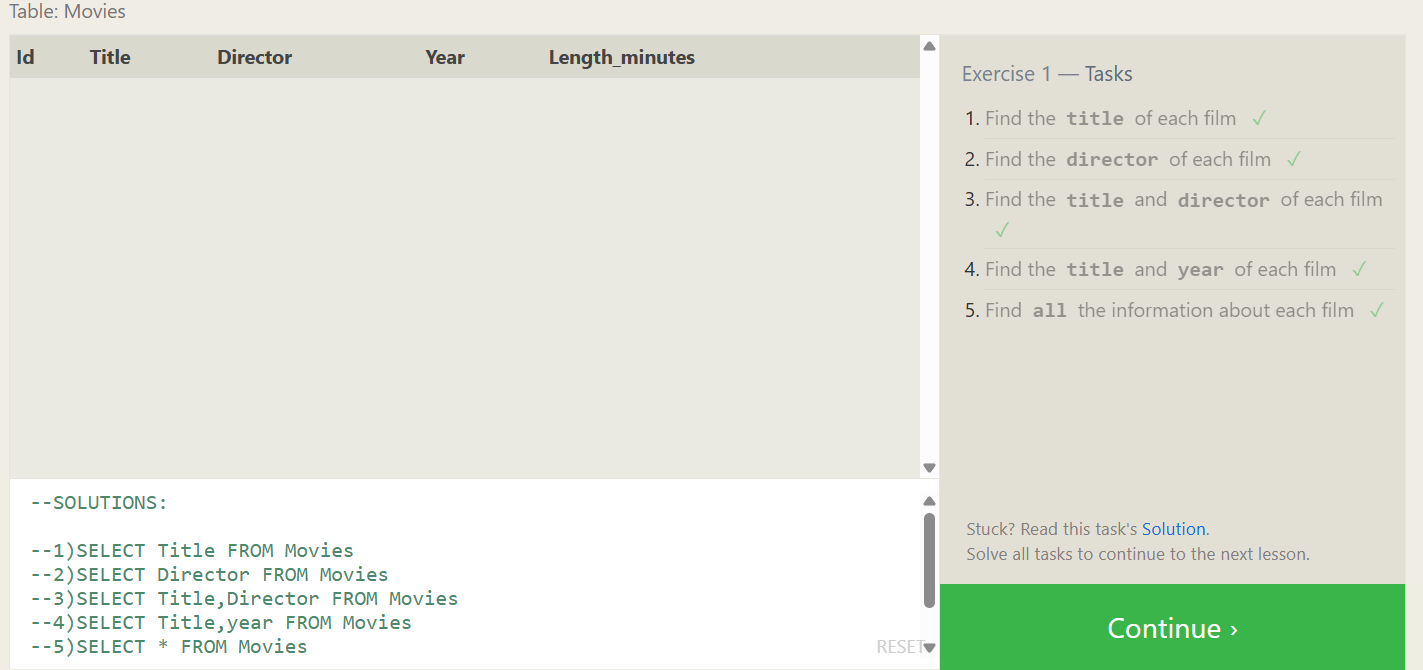 Table: Movies
Id Title Director Year Length_minutes
Exercise 1 — Tasks
1. Find the title of each film ✓
2. Find the director of each film ✓
3. Find the title and director of each film
✓
4. Find the title and year of each film ✓
5. Find all the information about each film ✓
Stuck? Read this task's Solution.
Solve all tasks to continue to the next lesson.
Continue ›
--SOLUTIONS:
--1)SELECT Title FROM Movies
--2)SELECT Director FROM Movies
--3)SELECT Title,Director FROM Movies
--4)SELECT Title,year FROM Movies
--5)SELECT * FROM Movies
RESET